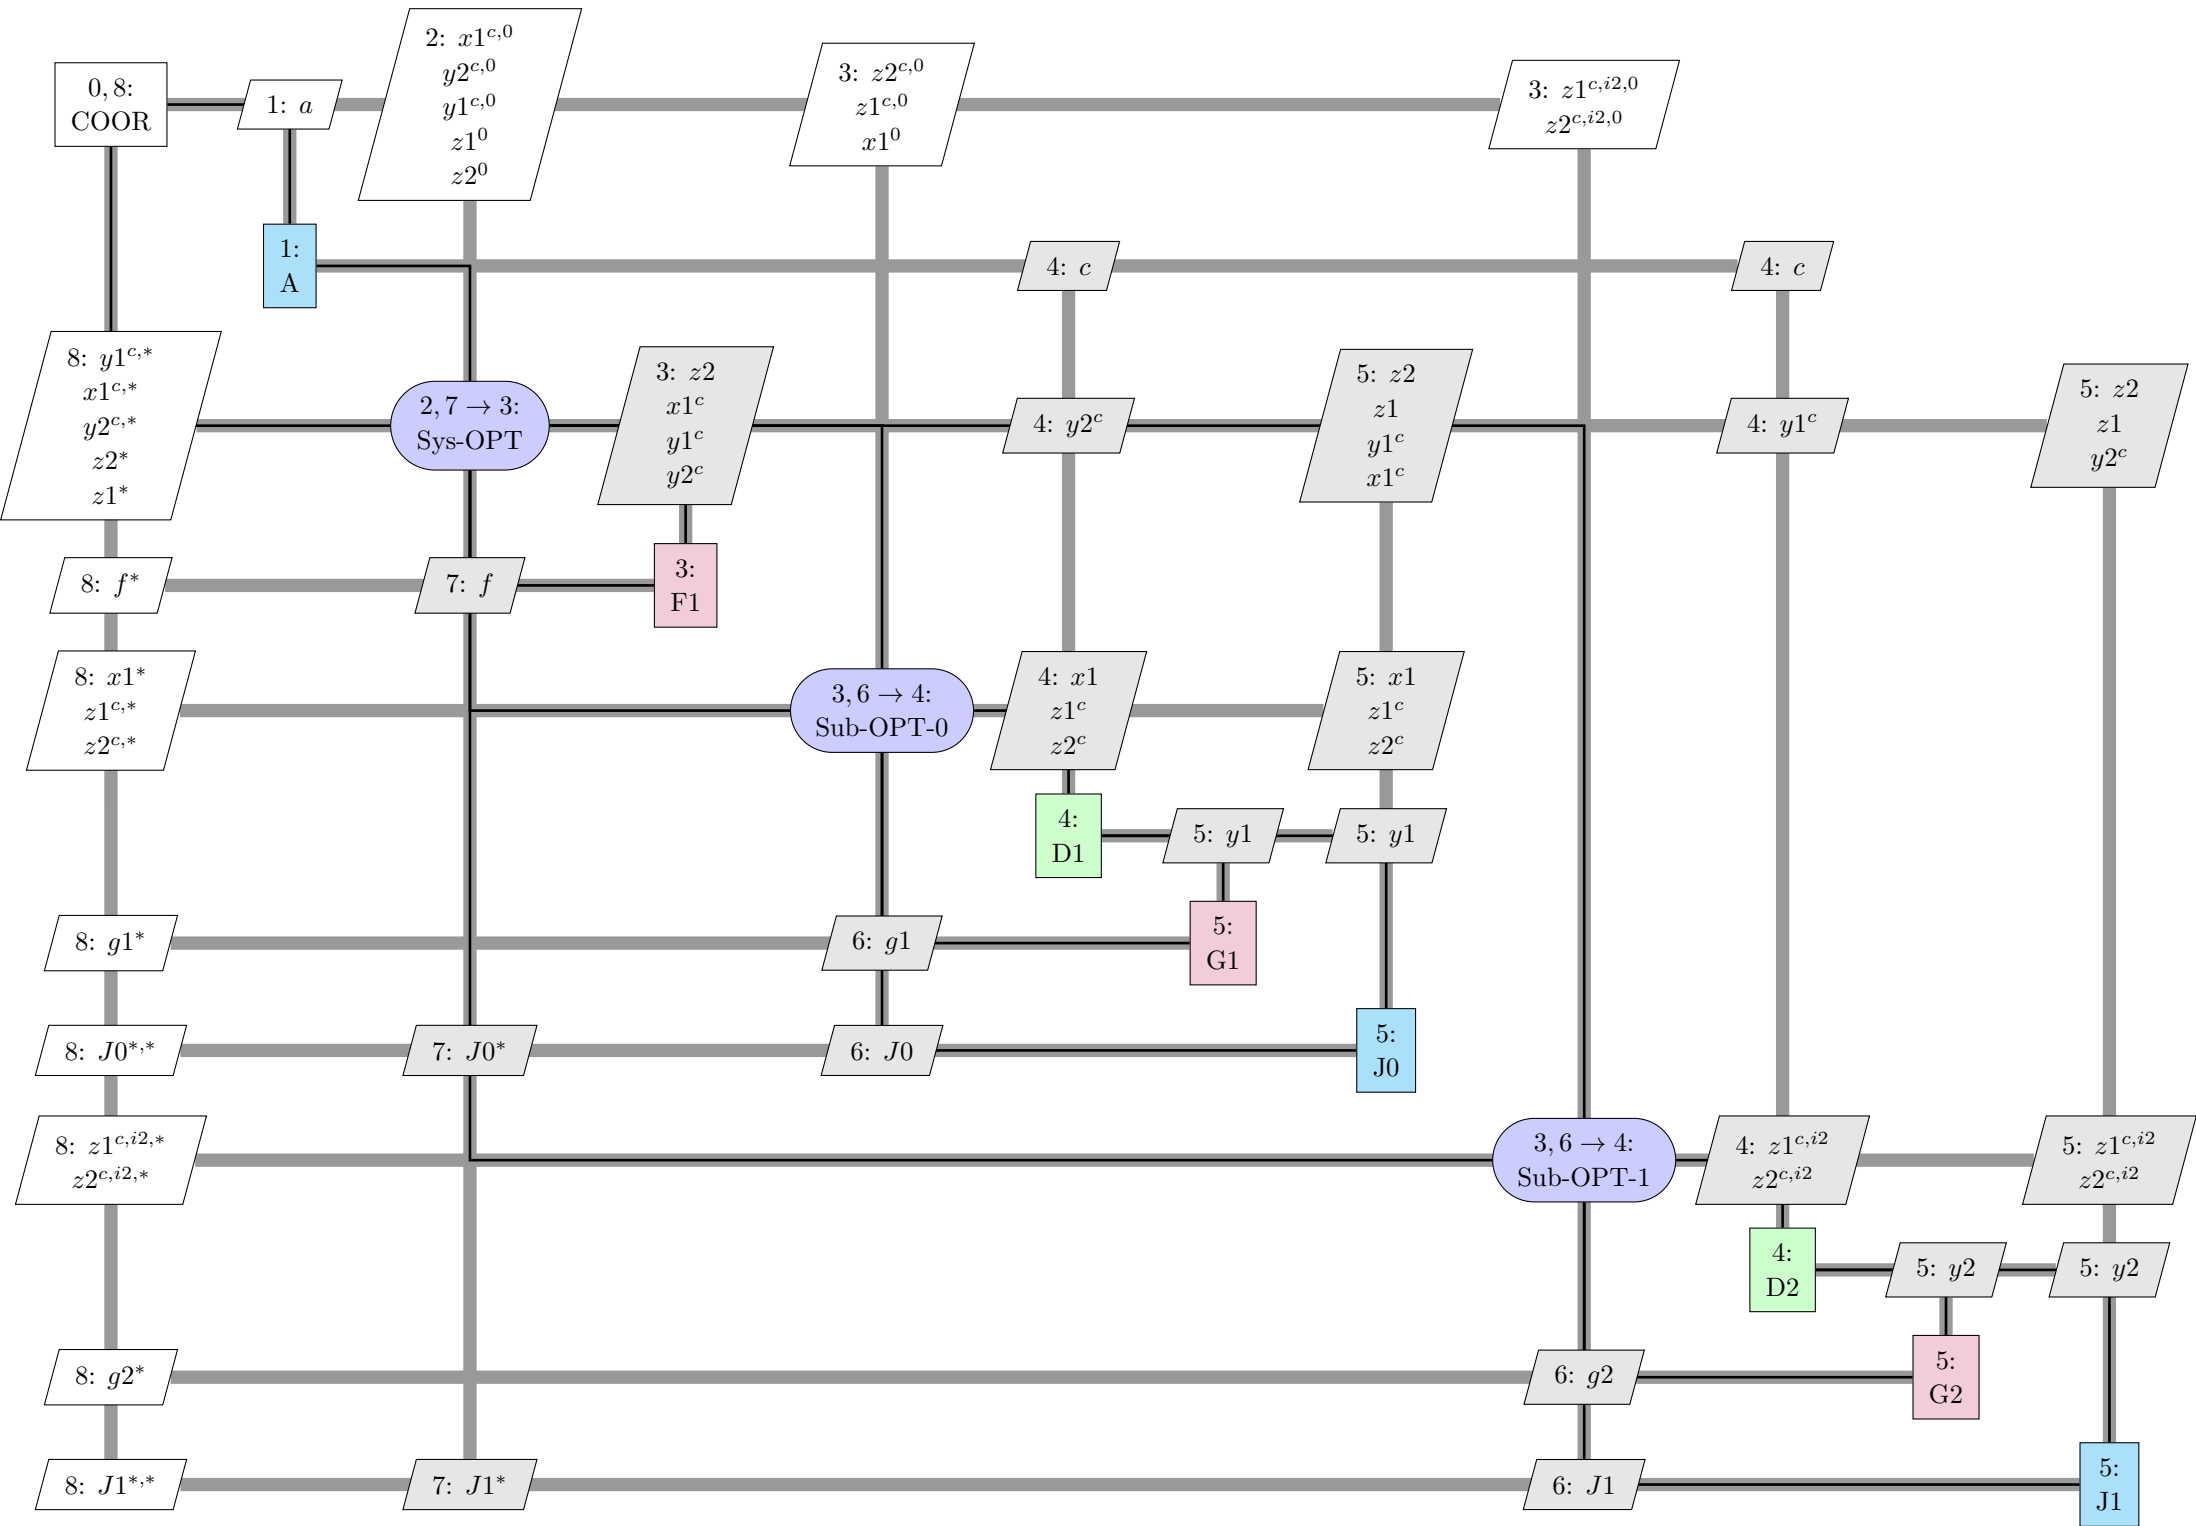 0, 8:
COOR
1: a
2: x1^{c,0}
y2^{c,0}
y1^{c,0}
z1^0
z2^0
3: z2^{c,0}
z1^{c,0}
x1^0
3: z1^{c,i2,0}
z2^{c,i2,0}
1:
A
4: c
4: c
8: y1^{c,*}
x1^{c,*}
y2^{c,*}
z2^*
z1^*
2, 7 → 3:
Sys-OPT
3: z2
x1^c
y1^c
y2^c
4: y2^c
5: z2
z1
y1^c
x1^c
4: y1^c
5: z2
z1
y2^c
8: f^*
7: f
3:
F1
8: x1^*
z1^{c,*}
z2^{c,*}
3, 6 → 4:
Sub-OPT-0
4: x1
z1^c
z2^c
5: x1
z1^c
z2^c
4:
D1
5: y1
5: y1
8: g1^*
6: g1
5:
G1
8: J0^{*,*}
7: J0^*
6: J0
5:
J0
8: z1^{c,i2,*}
z2^{c,i2,*}
3, 6 → 4:
Sub-OPT-1
4: z1^{c,i2}
z2^{c,i2}
5: z1^{c,i2}
z2^{c,i2}
4:
D2
5: y2
5: y2
8: g2^*
6: g2
5:
G2
8: J1^{*,*}
7: J1^*
6: J1
5:
J1